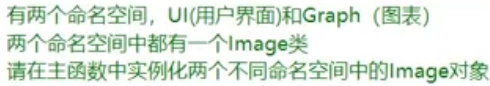 有两个命名空间，UI(用户界面)和Graph（图表）
两个命名空间中都有一个Image类
请在主函数中实例化两个不同命名空间中的Image对象